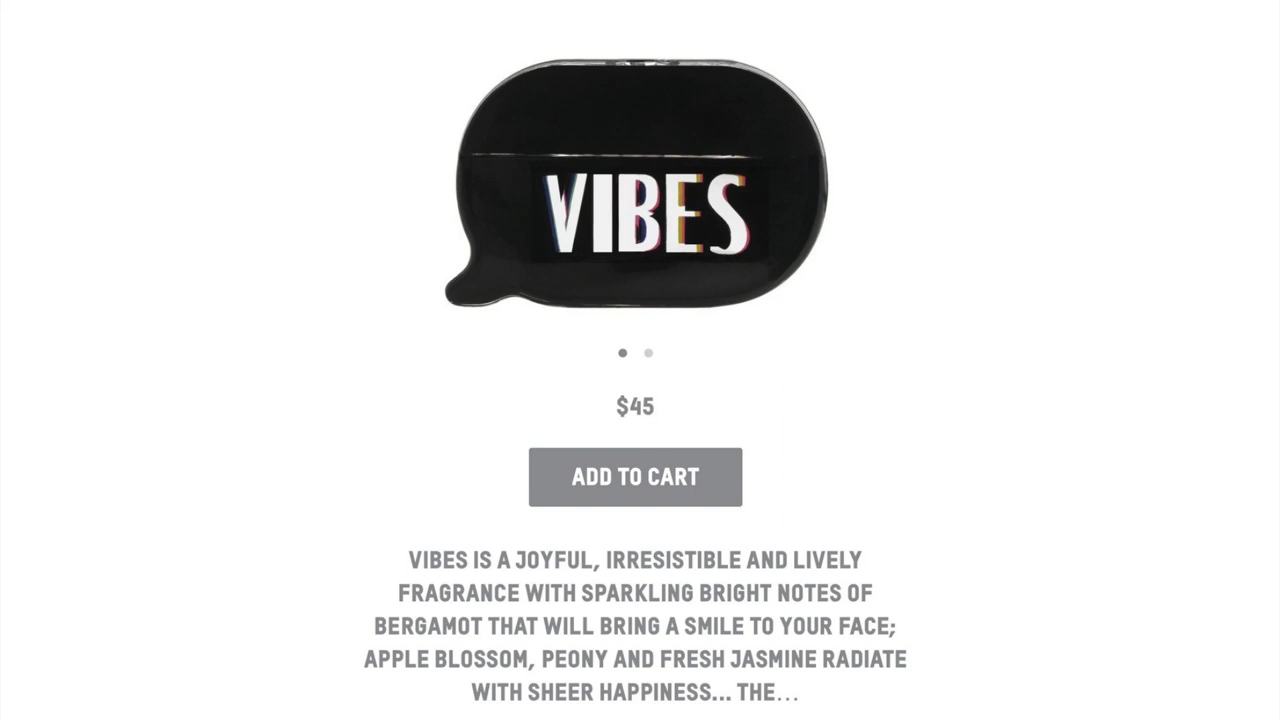 VIBES
$45
ADD TO CART
VIBES IS A JOYFUL, IRRESISTIBLE AND LIVELY
FRAGRANCE WITH SPARKLING BRIGHT NOTES OF
BERGAMOT THAT WILL BRING A SMILE TO YOUR FACE;
APPLE BLOSSOM, PEONY AND FRESH JASMINE RADIATE
WITH SHEER HAPPINESS... THE...